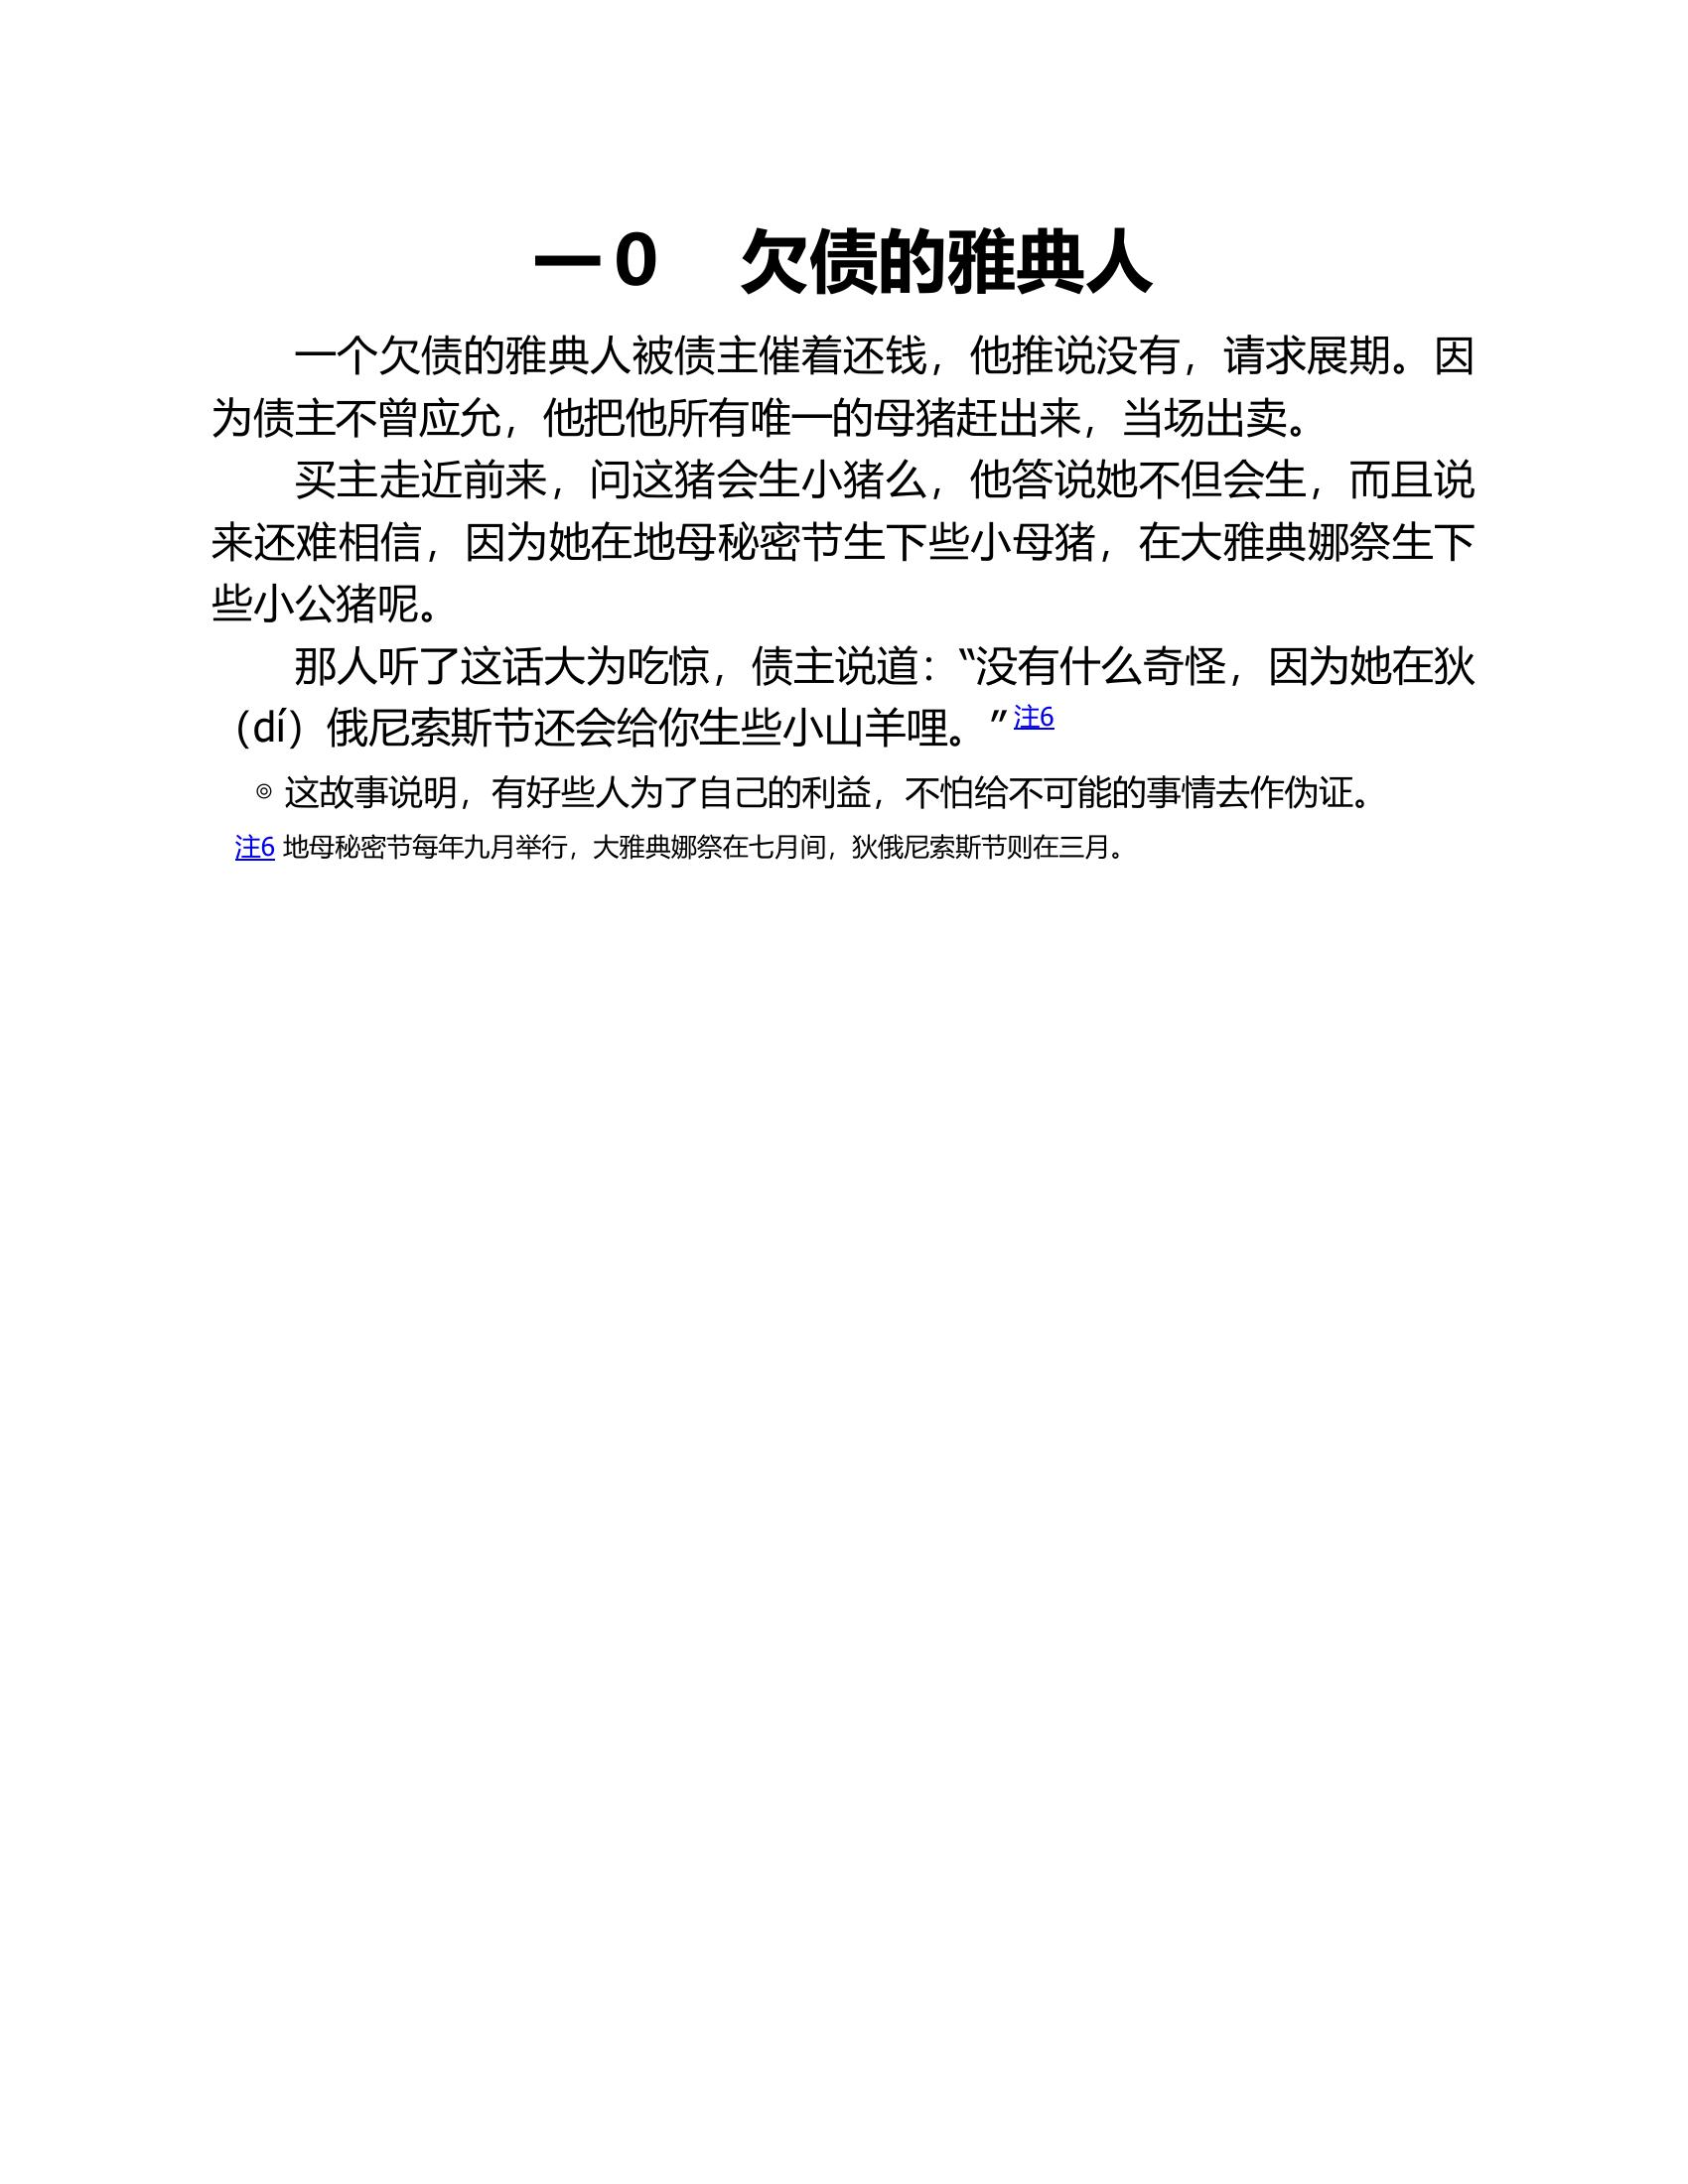 一0　欠债的雅典人
一个欠债的雅典人被债主催着还钱，他推说没有，请求展期。因
为债主不曾应允，他把他所有唯一的母猪赶出来，当场出卖。
买主走近前来，问这猪会生小猪么，他答说她不但会生，而且说
来还难相信，因为她在地母秘密节生下些小母猪，在大雅典娜祭生下
些小公猪呢。
那人听了这话大为吃惊，债主说道：〝没有什么奇怪，因为她在狄
（dí）俄尼索斯节还会给你生些小山羊哩。〞注6
◎ 这故事说明，有好些人为了自己的利益，不怕给不可能的事情去作伪证。
注6 地母秘密节每年九月举行，大雅典娜祭在七月间，狄俄尼索斯节则在三月。